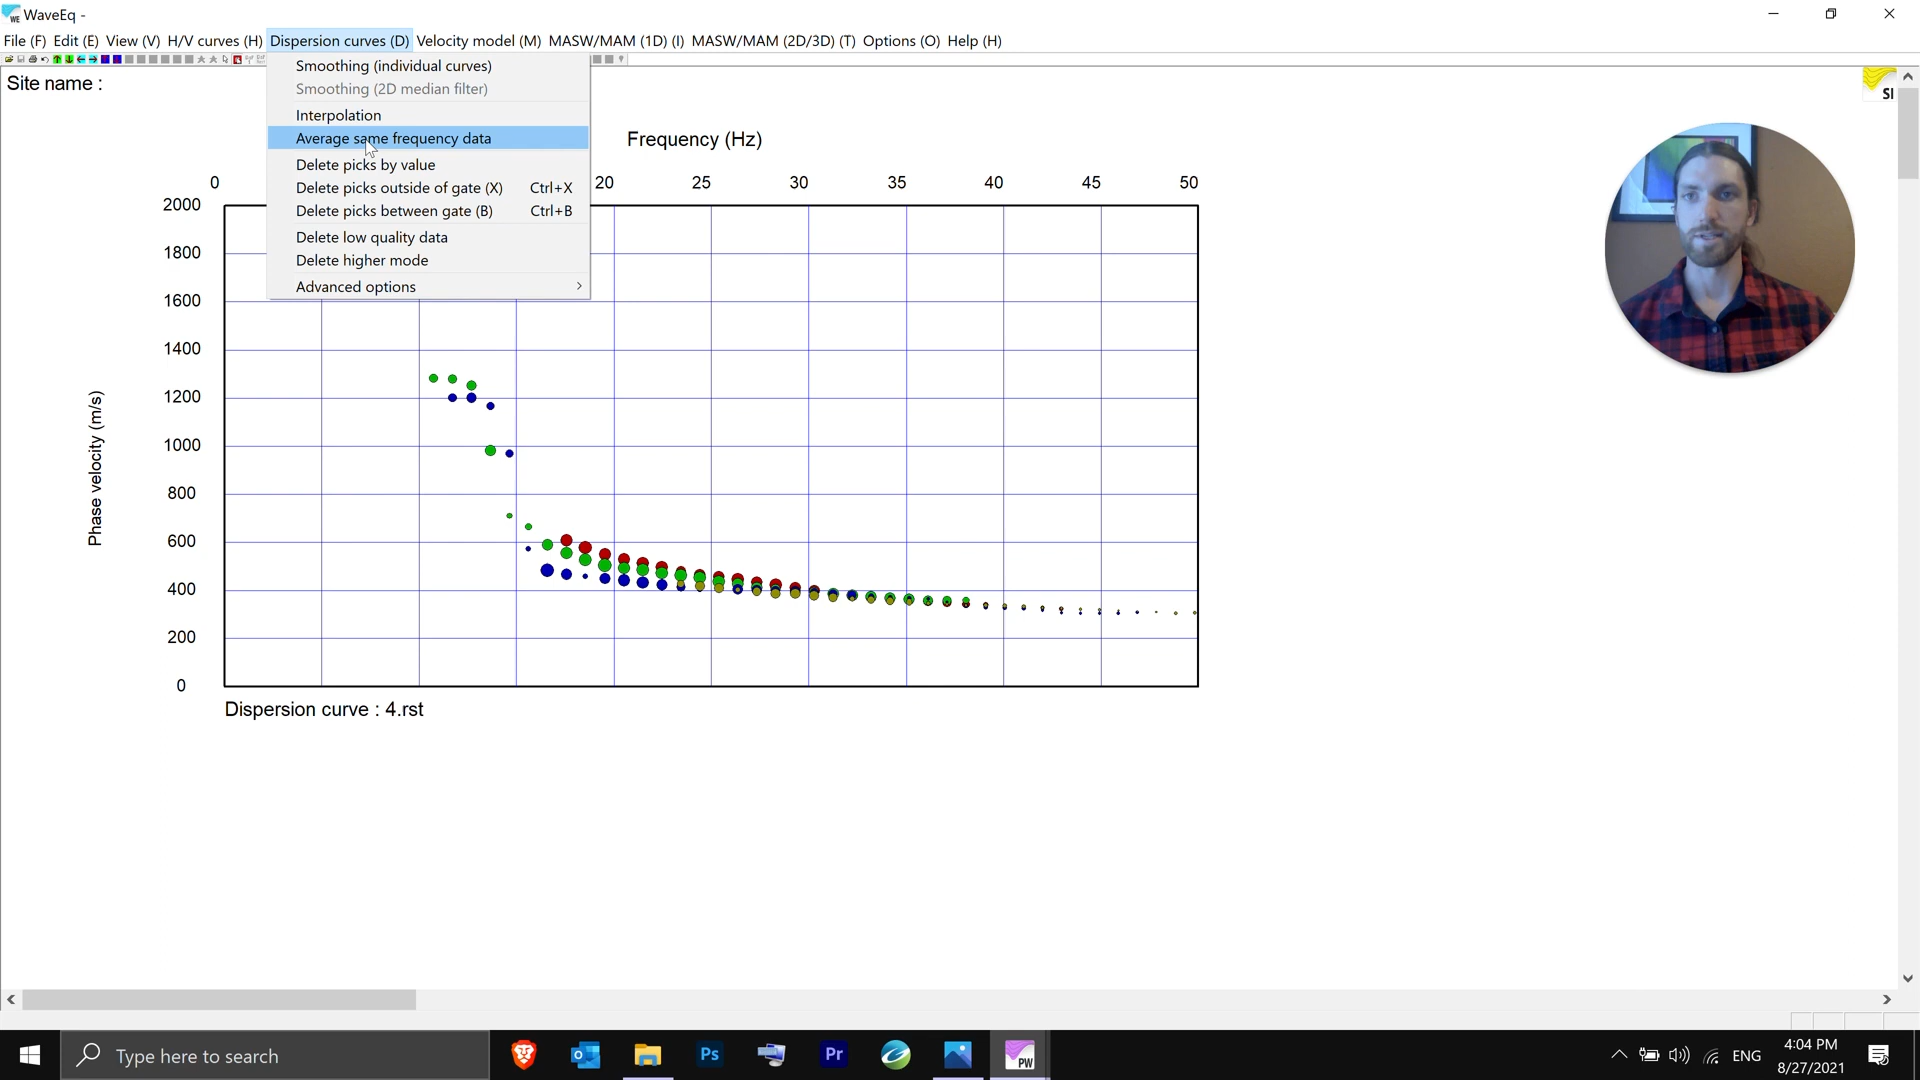 WaveEq -
File (F) Edit (E) View (V) H/V curves (H) Dispersion curves (D) Velocity model (M) MASW/MAM (1D) (I) MASW/MAM (2D/3D) (T) Options (O) Help (H)
Site name :
SI
Smoothing (individual curves)
Smoothing (2D median filter)
Interpolation
Average same frequency data
Delete picks by value
Delete picks outside of gate (X) Ctrl+X
Delete picks between gate (B) Ctrl+B
Delete low quality data
Delete higher mode
Advanced options
Frequency (Hz)
0 20 25 30 35 40 45 50
2000
1800
1600
1400
1200
1000
800
600
400
200
0
Phase velocity (m/s)
Dispersion curve : 4.rst
Type here to search
Ps
Pr
PW
ENG
4:04 PM
8/27/2021